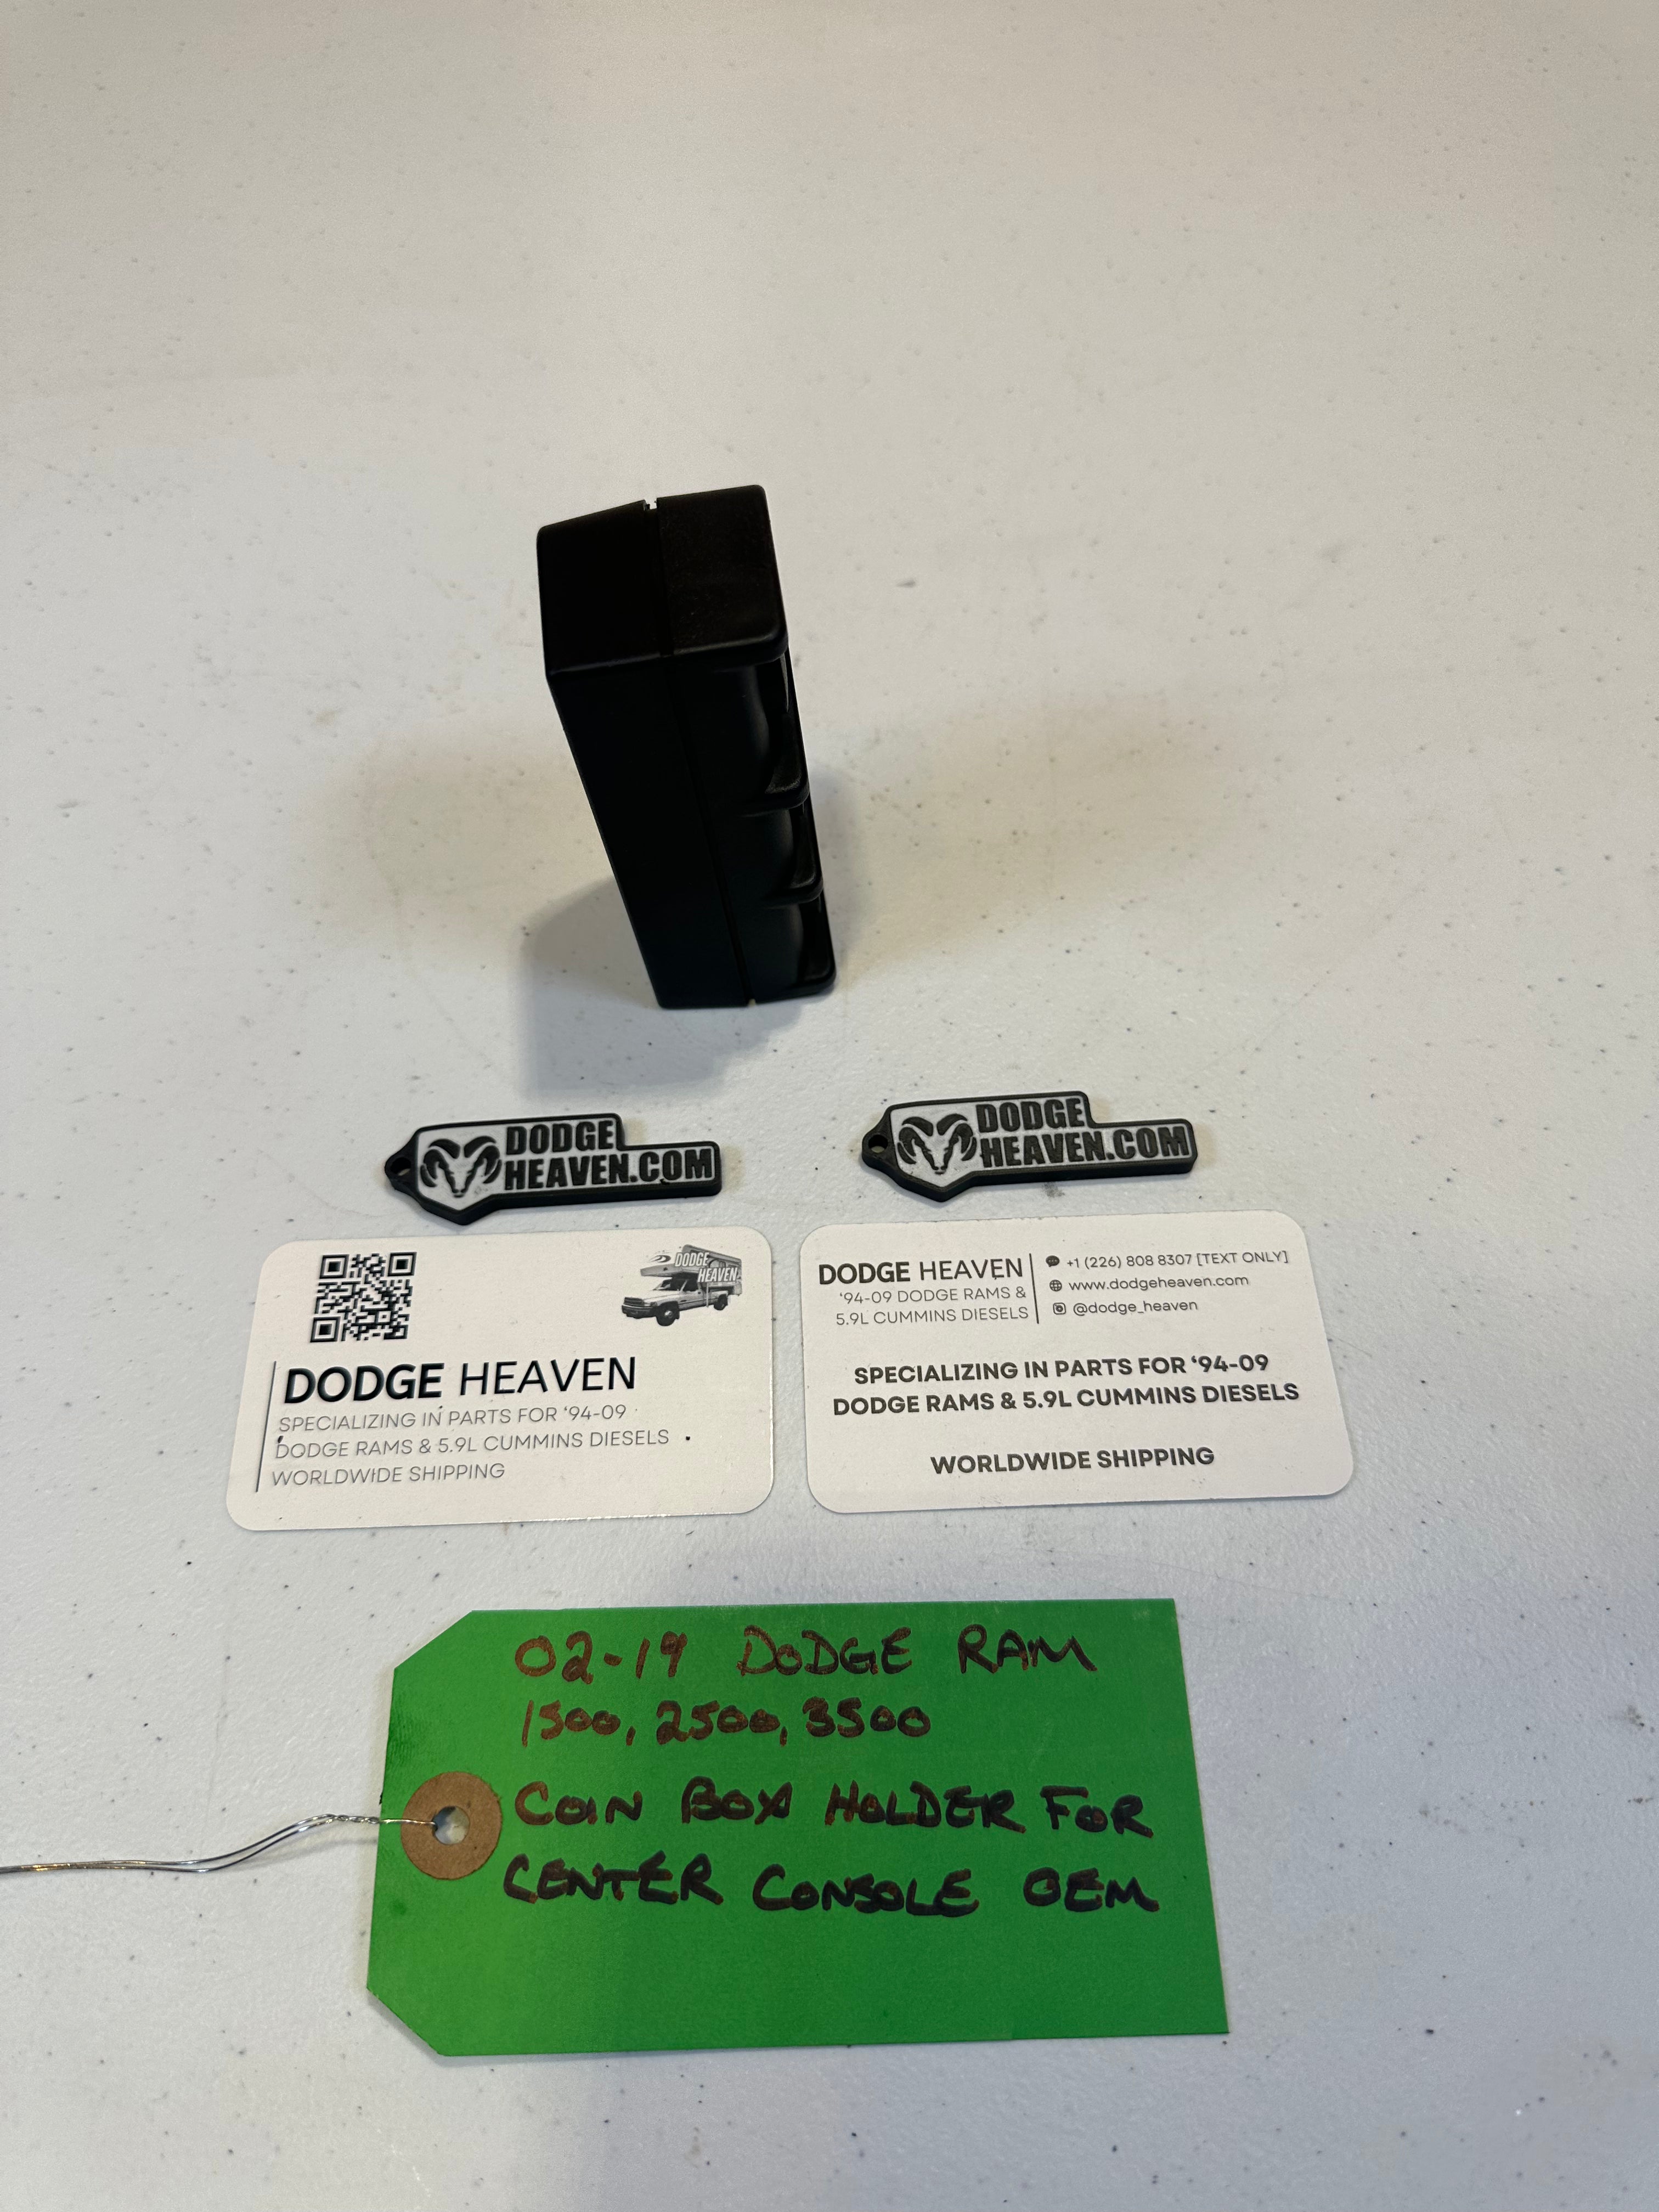 DODGE
HEAVEN.COM
DODGE
HEAVEN.COM
DODGE
HEAVEN
DODGE HEAVEN
SPECIALIZING IN PARTS FOR ‘94-09
DODGE RAMS & 5.9L CUMMINS DIESELS
WORLDWIDE SHIPPING
DODGE HEAVEN
‘94-09 DODGE RAMS &
5.9L CUMMINS DIESELS
+1 (226) 808 8307 [TEXT ONLY]
www.dodgeheaven.com
@dodge_heaven
SPECIALIZING IN PARTS FOR ‘94-09
DODGE RAMS & 5.9L CUMMINS DIESELS
WORLDWIDE SHIPPING
02-19 DODGE RAM
1500, 2500, 3500
COIN BOX HOLDER FOR
CENTER CONSOLE OEM